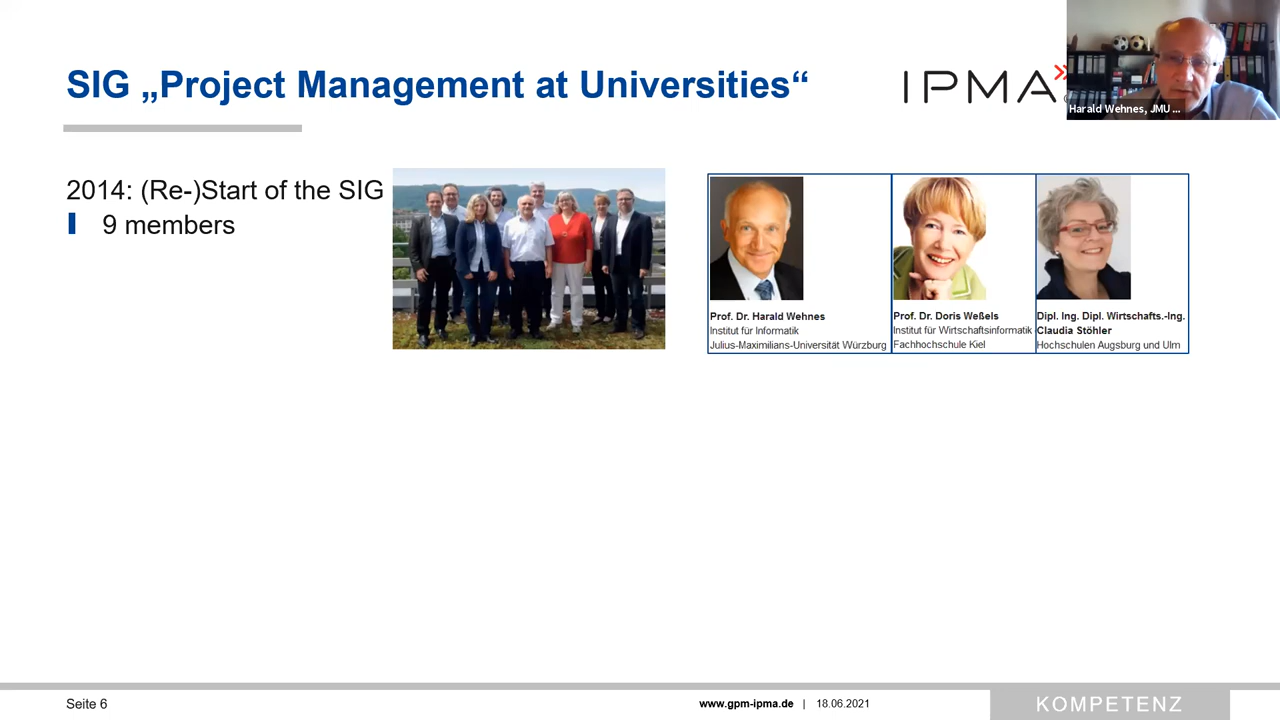 SIG „Project Management at Universities“
IPMA
Harald Wehnes, JMU ...
2014: (Re-)Start of the SIG
9 members
Prof. Dr. Harald Wehnes
Institut für Informatik
Julius-Maximilians-Universität Würzburg
Prof. Dr. Doris Weßels
Institut für Wirtschaftsinformatik
Fachhochschule Kiel
Dipl. Ing. Dipl. Wirtschafts.-Ing.
Claudia Stöhler
Hochschulen Augsburg und Ulm
Seite 6
www.gpm-ipma.de | 18.06.2021
KOMPETENZ